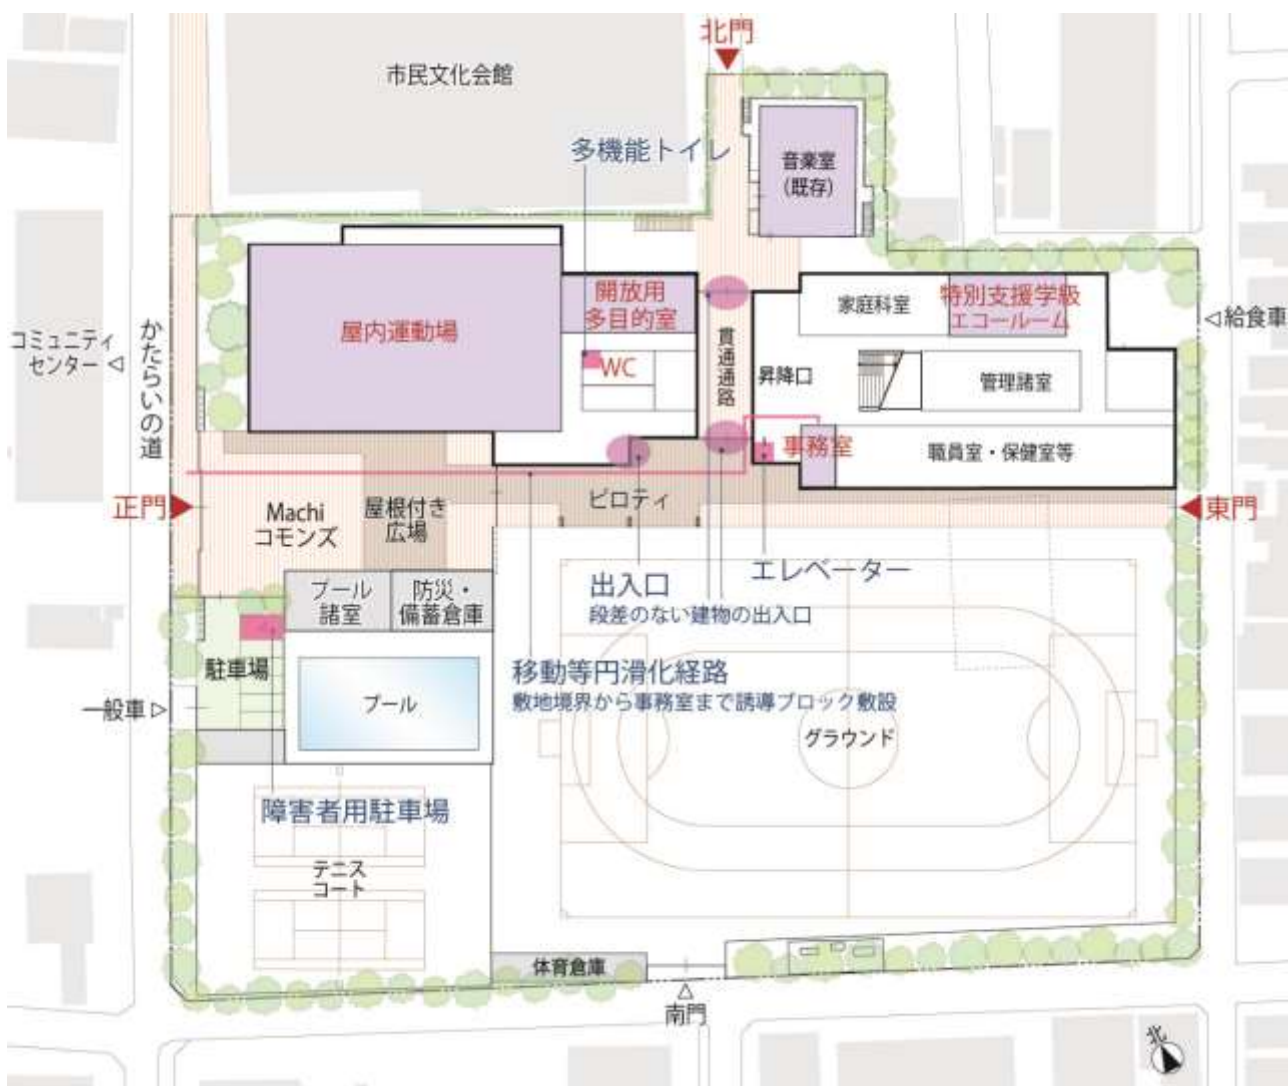 北門
市民文化会館
多機能トイレ
音楽室
(既存)
開放用
多目的室
家庭科室
特別支援学級
エコールーム
給食車
コミュニティ
センター
かたらいの道
屋内運動場
WC
貫通通路
昇降口
管理諸室
事務室
職員室・保健室等
正門
Machi
コモンズ
屋根付き
広場
ピロティ
東門
出入口
段差のない建物の出入口
エレベーター
プール
諸室
防災・
備蓄倉庫
移動等円滑化経路
敷地境界から事務室まで誘導ブロック敷設
駐車場
一般車
プール
グラウンド
障害者用駐車場
テニス
コート
体育倉庫
南門
北